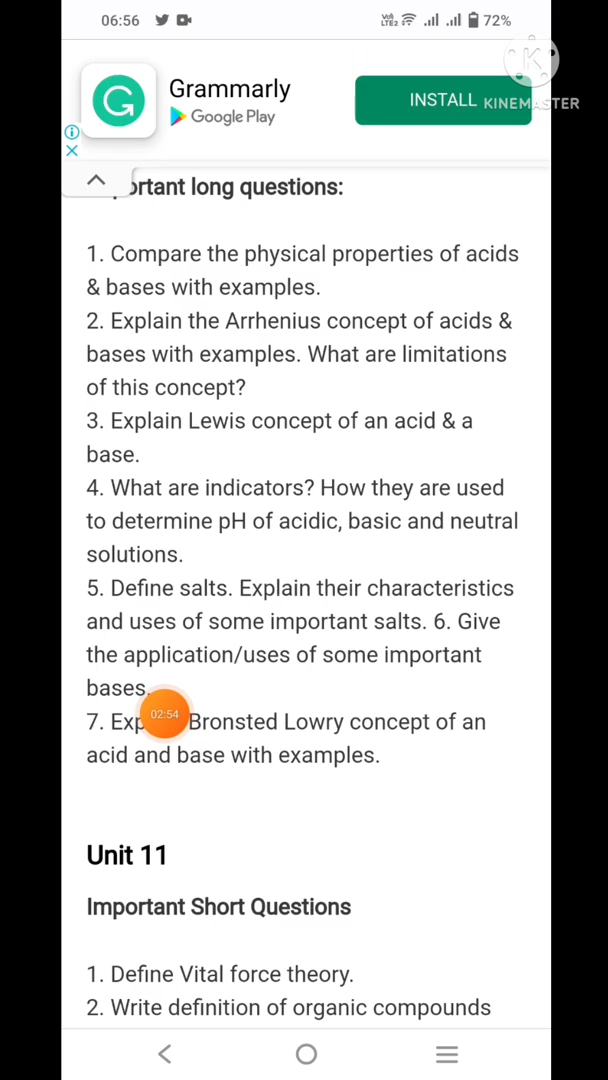 06:56 Vo) LTE2 72%
Grammarly
Google Play
INSTALL
KINEMASTER
portant long questions:
1. Compare the physical properties of acids
& bases with examples.
2. Explain the Arrhenius concept of acids &
bases with examples. What are limitations
of this concept?
3. Explain Lewis concept of an acid & a
base.
4. What are indicators? How they are used
to determine pH of acidic, basic and neutral
solutions.
5. Define salts. Explain their characteristics
and uses of some important salts. 6. Give
the application/uses of some important
bases.
02:54
7. Exp Bronsted Lowry concept of an
acid and base with examples.
Unit 11
Important Short Questions
1. Define Vital force theory.
2. Write definition of organic compounds